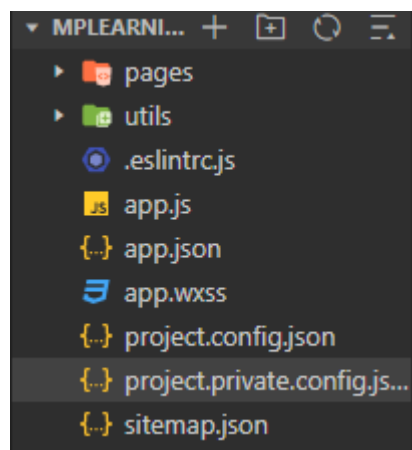 MPLEARNI...
pages
utils
.eslintrc.js
JS app.js
{..} app.json
app.wxss
{..} project.config.json
{..} project.private.config.js...
{..} sitemap.json